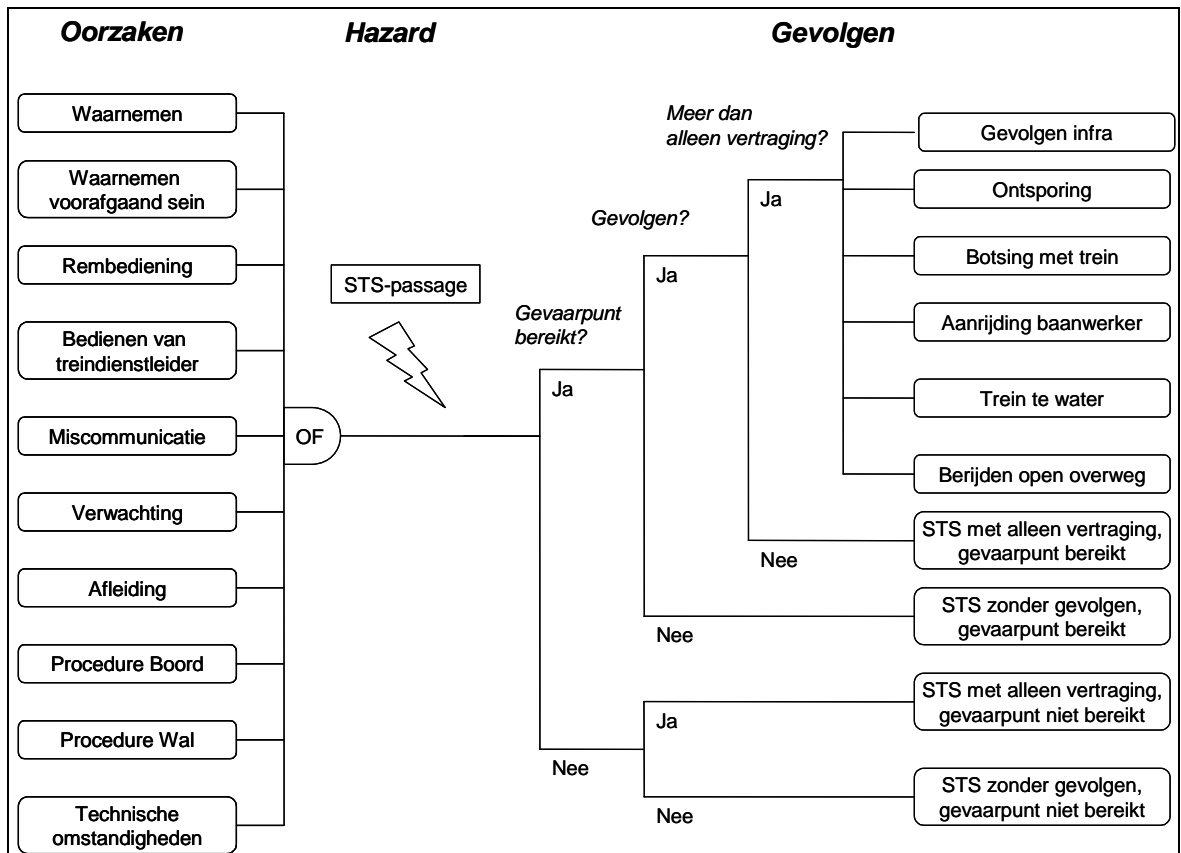 Oorzaken
Hazard
Gevolgen
Waarnemen
Waarnemen
voorafgaand sein
Rembediening
Bedienen van
treindienstleider
Miscommunicatie
Verwachting
Afleiding
Procedure Boord
Procedure Wal
Technische
omstandigheden
OF
STS-passage
Gevaarpunt
bereikt?
Ja
Nee
Gevolgen?
Ja
Nee
Ja
Nee
Meer dan
alleen vertraging?
Ja
Nee
Gevolgen infra
Ontsporing
Botsing met trein
Aanrijding baanwerker
Trein te water
Berijden open overweg
STS met alleen vertraging,
gevaarpunt bereikt
STS zonder gevolgen,
gevaarpunt bereikt
STS met alleen vertraging,
gevaarpunt niet bereikt
STS zonder gevolgen,
gevaarpunt niet bereikt